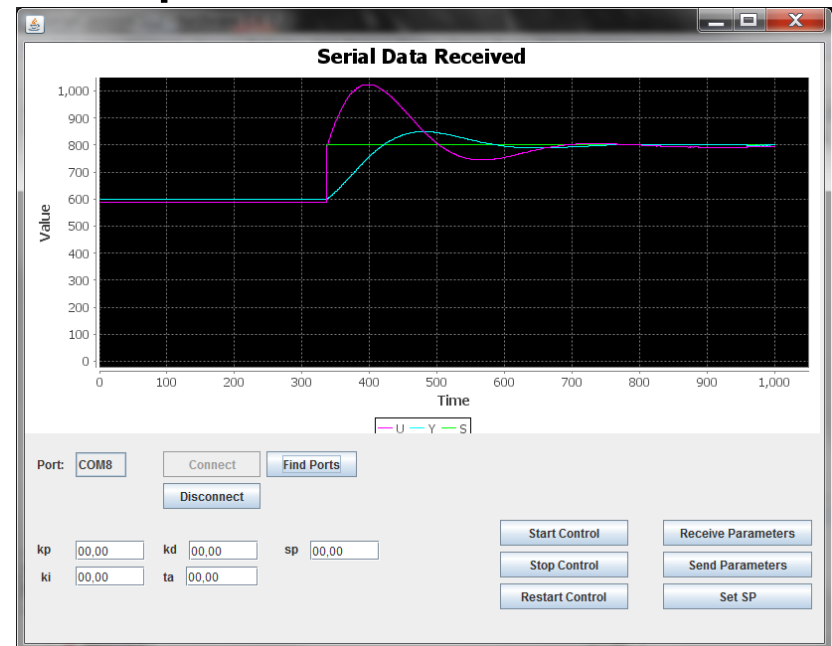 Serial Data Received
1,000
900
800
700
600
500
400
300
200
100
0
Value
0 100 200 300 400 500 600 700 800 900 1,000
Time
U Y S
Port: COM8 Connect Find Ports
Disconnect
Start Control Receive Parameters
kp 00,00 kd 00,00 sp 00,00
Stop Control Send Parameters
ki 00,00 ta 00,00
Restart Control Set SP